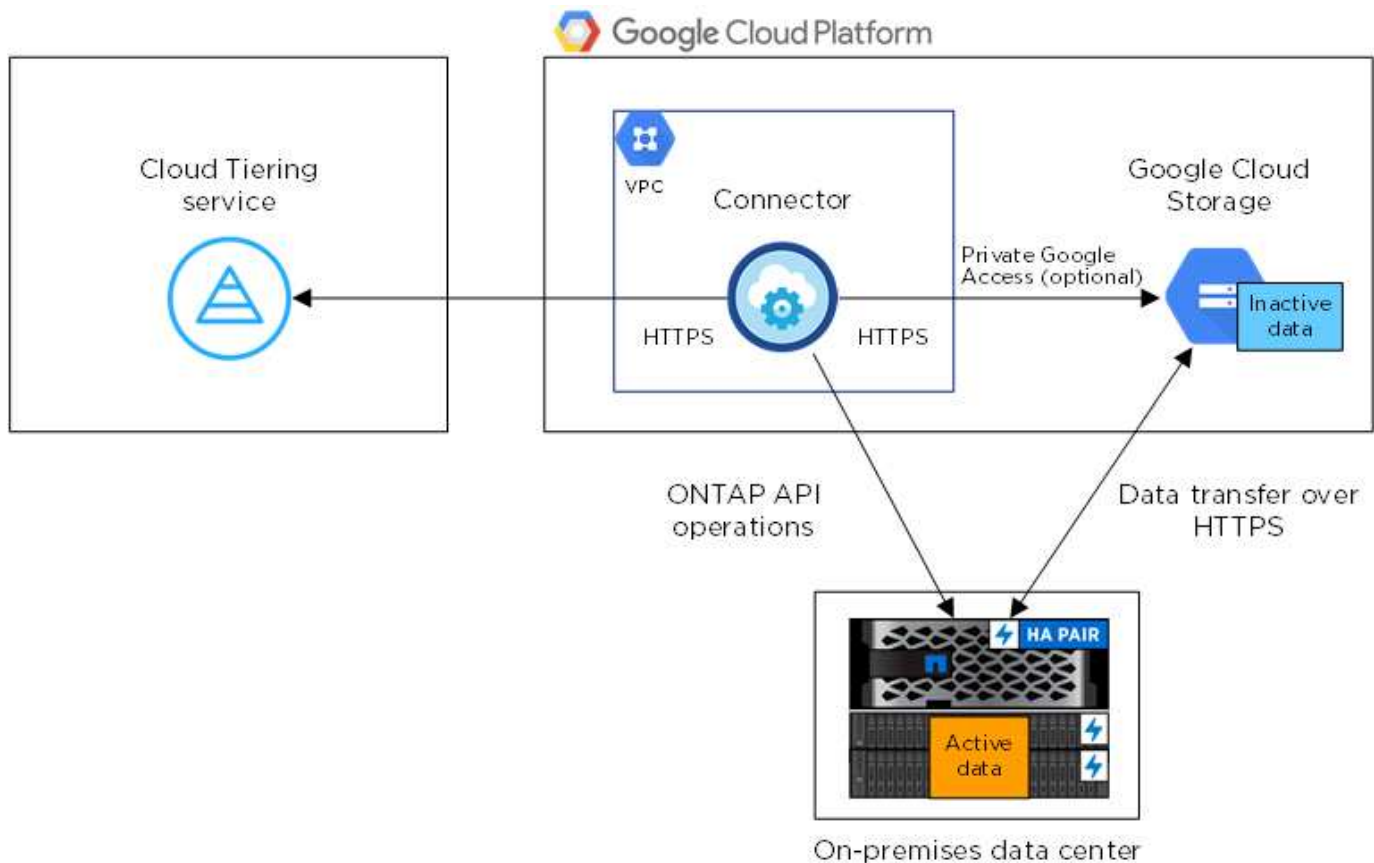 Google Cloud Platform
Cloud Tiering
service
VPC
Connector
Google Cloud
Storage
Private Google
Access (optional)
HTTPS
HTTPS
Inactive
data
ONTAP API
operations
Data transfer over
HTTPS
HA PAIR
Active
data
On-premises data center